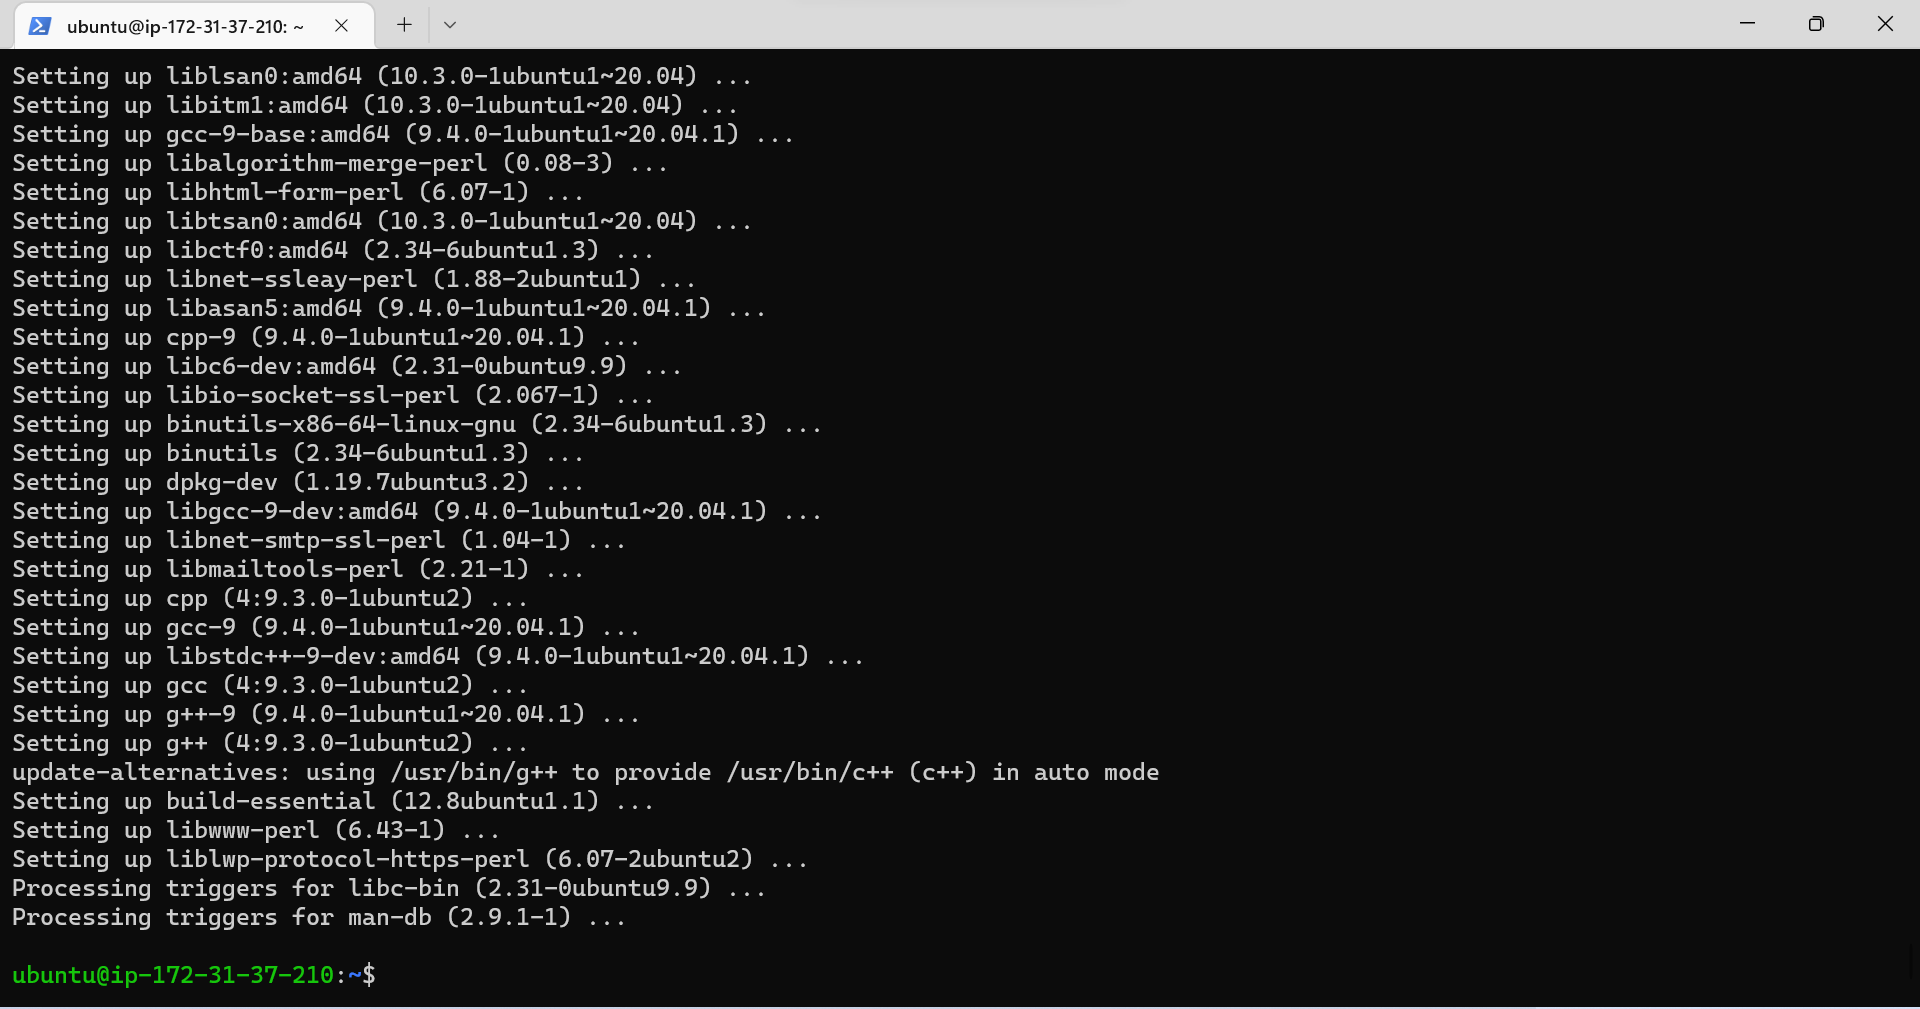 ubuntu@ip-172-31-37-210: ~
Setting up liblsan0:amd64 (10.3.0-1ubuntu1~20.04) ...
Setting up libitm1:amd64 (10.3.0-1ubuntu1~20.04) ...
Setting up gcc-9-base:amd64 (9.4.0-1ubuntu1~20.04.1) ...
Setting up libalgorithm-merge-perl (0.08-3) ...
Setting up libhtml-form-perl (6.07-1) ...
Setting up libtsan0:amd64 (10.3.0-1ubuntu1~20.04) ...
Setting up libctf0:amd64 (2.34-6ubuntu1.3) ...
Setting up libnet-ssleay-perl (1.88-2ubuntu1) ...
Setting up libasan5:amd64 (9.4.0-1ubuntu1~20.04.1) ...
Setting up cpp-9 (9.4.0-1ubuntu1~20.04.1) ...
Setting up libc6-dev:amd64 (2.31-0ubuntu9.9) ...
Setting up libio-socket-ssl-perl (2.067-1) ...
Setting up binutils-x86-64-linux-gnu (2.34-6ubuntu1.3) ...
Setting up binutils (2.34-6ubuntu1.3) ...
Setting up dpkg-dev (1.19.7ubuntu3.2) ...
Setting up libgcc-9-dev:amd64 (9.4.0-1ubuntu1~20.04.1) ...
Setting up libnet-smtp-ssl-perl (1.04-1) ...
Setting up libmailtools-perl (2.21-1) ...
Setting up cpp (4:9.3.0-1ubuntu2) ...
Setting up gcc-9 (9.4.0-1ubuntu1~20.04.1) ...
Setting up libstdc++-9-dev:amd64 (9.4.0-1ubuntu1~20.04.1) ...
Setting up gcc (4:9.3.0-1ubuntu2) ...
Setting up g++-9 (9.4.0-1ubuntu1~20.04.1) ...
Setting up g++ (4:9.3.0-1ubuntu2) ...
update-alternatives: using /usr/bin/g++ to provide /usr/bin/c++ (c++) in auto mode
Setting up build-essential (12.8ubuntu1.1) ...
Setting up libwww-perl (6.43-1) ...
Setting up liblwp-protocol-https-perl (6.07-2ubuntu2) ...
Processing triggers for libc-bin (2.31-0ubuntu9.9) ...
Processing triggers for man-db (2.9.1-1) ...
ubuntu@ip-172-31-37-210:~$